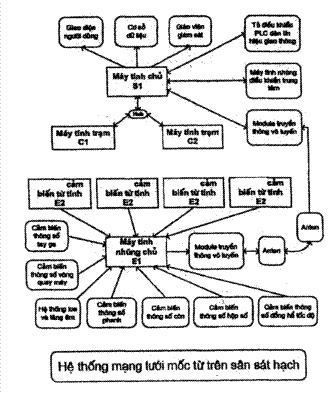 Giao diện
người dùng
Cơ sở
dữ liệu
Giáo viên
giám sát
Tủ điều khiển
PLC đèn tín
hiệu giao thông
Máy tính chủ
S1
Máy tính nhúng
điều khiển trung
tâm
Hub
Máy tính trạm
C1
Máy tính trạm
C2
Module truyền
thông vô tuyến
cảm
biến từ tính
E2
cảm
biến từ tính
E2
cảm
biến từ tính
E2
cảm
biến từ tính
E2
Cảm biến
thông số
tay ga
Máy tính
nhúng chủ
E1
Module truyền
thông vô tuyến
Anten
Anten
Cảm biến
thông số vòng
quay máy
Hệ thống loa
và tăng âm
Cảm biến
thông số
phanh
Cảm biến
thông số côn
Cảm biến
thông số hộp số
Cảm biến thông
số đồng hồ tốc độ
Hệ thống mạng lưới mốc từ trên sân sát hạch